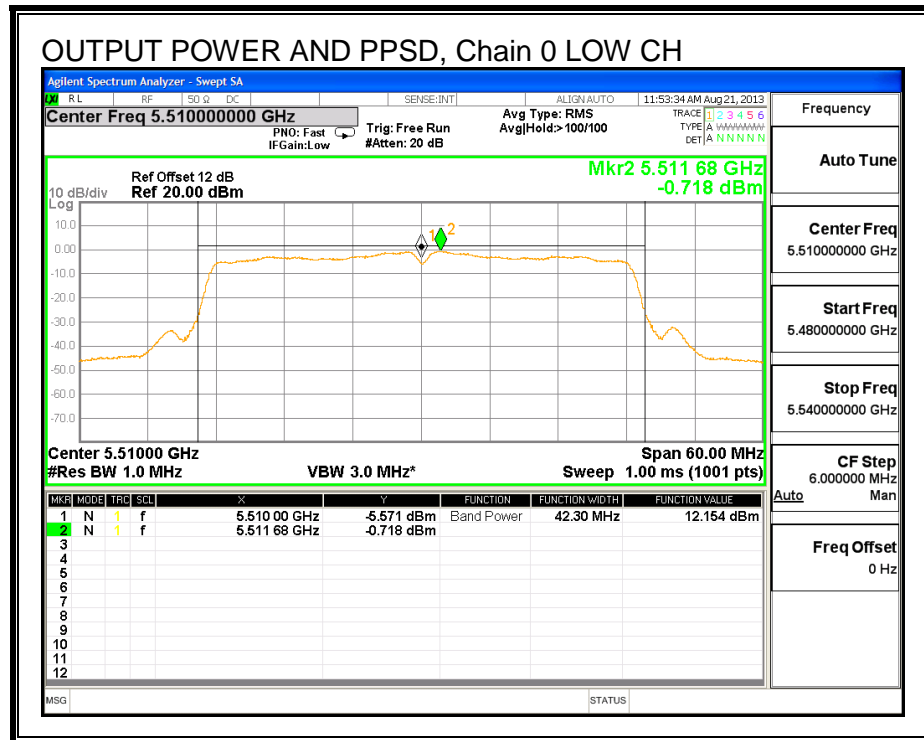 OUTPUT POWER AND PPSD, Chain 0 LOW CH
Agilent Spectrum Analyzer - Swept SA
LXI RL RF 50 Ω DC SENSE:INT ALIGN AUTO 11:53:34 AM Aug 21, 2013
Center Freq 5.510000000 GHz
PNO: Fast
IFGain:Low
Trig: Free Run
#Atten: 20 dB
Avg Type: RMS
Avg|Hold:>100/100
TRACE 1 2 3 4 5 6
TYPE A WWWWW
DET A N N N N N
Ref Offset 12 dB
10 dB/div Ref 20.00 dBm
Log
Mkr2 5.511 68 GHz
-0.718 dBm
10.0
0.00
-10.0
-20.0
-30.0
-40.0
-50.0
-60.0
-70.0
1 2
Center 5.51000 GHz Span 60.00 MHz
#Res BW 1.0 MHz VBW 3.0 MHz* Sweep 1.00 ms (1001 pts)
MKR MODE TRC SCL X Y FUNCTION FUNCTION WIDTH FUNCTION VALUE
1 N 1 f 5.510 00 GHz -5.571 dBm Band Power 42.30 MHz 12.154 dBm
2 N 1 f 5.511 68 GHz -0.718 dBm
3
4
5
6
7
8
9
10
11
12
MSG STATUS
Frequency
Auto Tune
Center Freq
5.510000000 GHz
Start Freq
5.480000000 GHz
Stop Freq
5.540000000 GHz
CF Step
6.000000 MHz
Auto Man
Freq Offset
0 Hz